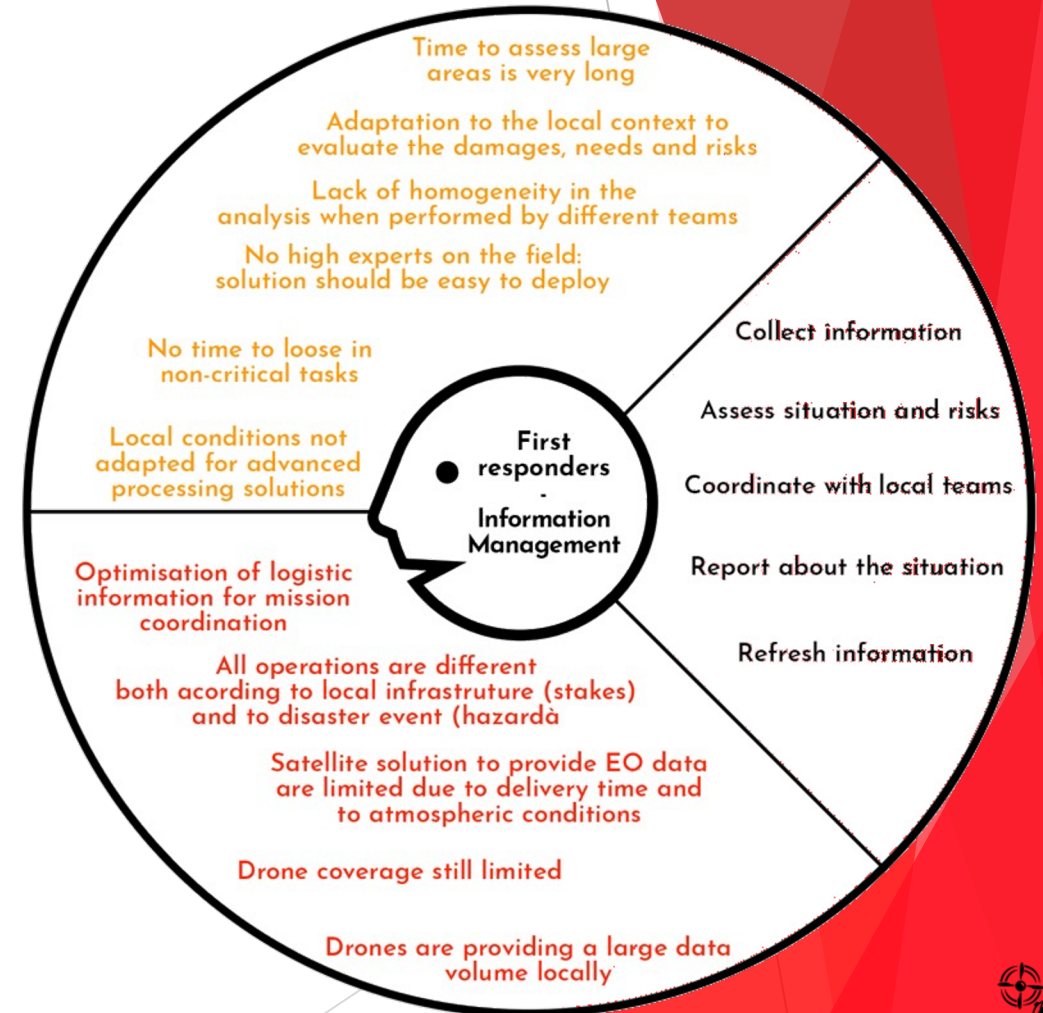 Time to assess large
areas is very long
Adaptation to the local context to
evaluate the damages, needs and risks
Lack of homogeneity in the
analysis when performed by different teams
No high experts on the field:
solution should be easy to deploy
No time to loose in
non-critical tasks
Local conditions not
adapted for advanced
processing solutions
First
responders
-
Information
Management
Collect information
Assess situation and risks
Coordinate with local teams
Report about the situation
Refresh information
Optimisation of logistic
information for mission
coordination
All operations are different
both acording to local infrastruture (stakes)
and to disaster event (hazardà
Satellite solution to provide EO data
are limited due to delivery time and
to atmospheric conditions
Drone coverage still limited
Drones are providing a large data
volume locally